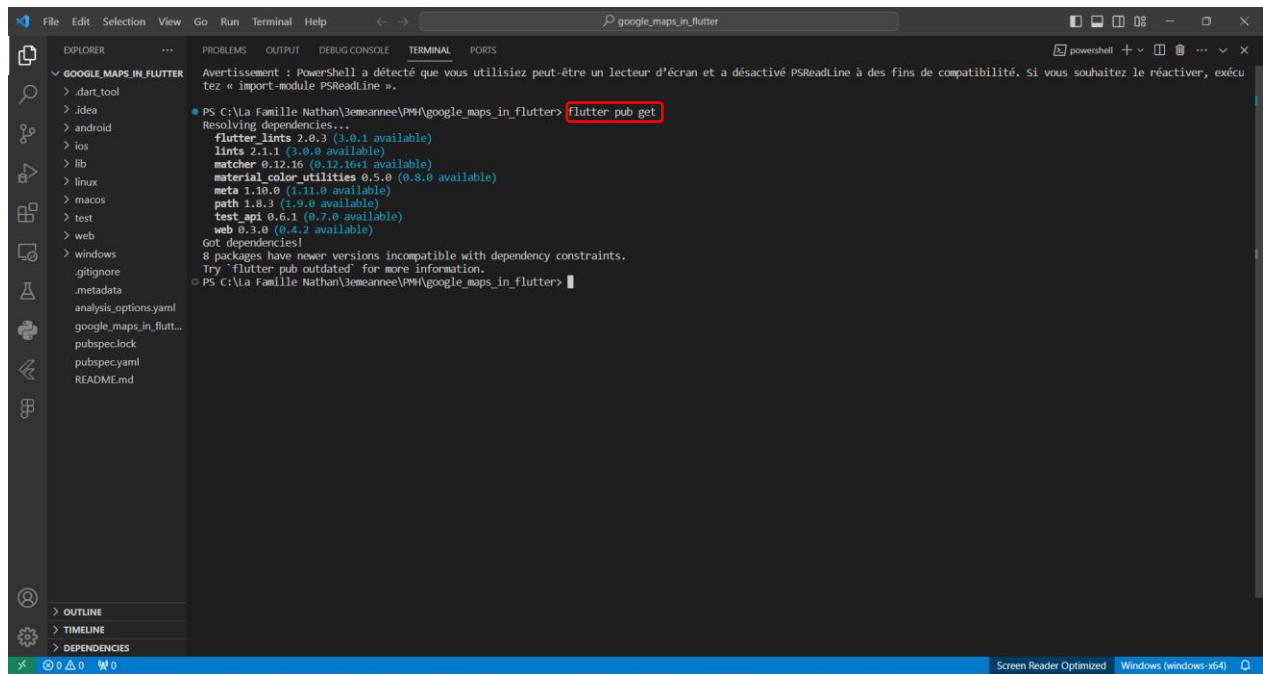 File Edit Selection View Go Run Terminal Help
google_maps_in_flutter
EXPLORER
PROBLEMS OUTPUT DEBUG CONSOLE TERMINAL PORTS
powershell
GOOGLE_MAPS_IN_FLUTTER
.dart_tool
.idea
android
ios
lib
linux
macos
test
web
windows
.gitignore
.metadata
analysis_options.yaml
google_maps_in_flutt...
pubspec.lock
pubspec.yaml
README.md
OUTLINE
TIMELINE
DEPENDENCIES
Avertissement : PowerShell a détecté que vous utilisiez peut-être un lecteur d’écran et a désactivé PSReadLine à des fins de compatibilité. Si vous souhaitez le réactiver, exécu
tez « import-module PSReadLine ».
PS C:\La Famille Nathan\3emeannee\PMH\google_maps_in_flutter> flutter pub get
Resolving dependencies...
flutter_lints 2.0.3 (3.0.1 available)
lints 2.1.1 (3.0.0 available)
matcher 0.12.16 (0.12.16+1 available)
material_color_utilities 0.5.0 (0.8.0 available)
meta 1.10.0 (1.11.0 available)
path 1.8.3 (1.9.0 available)
test_api 0.6.1 (0.7.0 available)
web 0.3.0 (0.4.2 available)
Got dependencies!
8 packages have newer versions incompatible with dependency constraints.
Try `flutter pub outdated` for more information.
PS C:\La Famille Nathan\3emeannee\PMH\google_maps_in_flutter>
0 0 0
Screen Reader Optimized Windows (windows-x64)